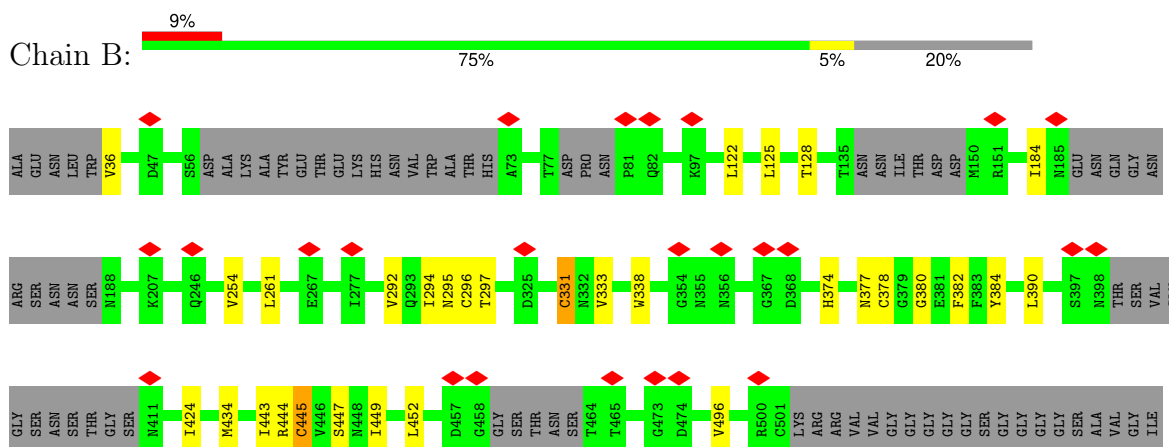 9%
Chain B:
75% 5% 20%
ALA GLU ASN LEU TRP V36 D47 S56 ASP ALA LYS ALA TYR GLU THR GLU LYS HIS ASN VAL TRP ALA THR HIS A73 T77 ASP PRO ASN P81 Q82 K97 L122 L125 T128 T135 ASN ASN ILE THR ASP ASP M150 R151 I184 N185 GLU ASN GLN GLY ASN
ARG SER ASN ASN SER N188 K207 Q246 V254 L261 E267 I277 V292 Q293 I294 N295 C296 T297 D325 C331 N332 V333 W338 G354 N355 N356 G367 D368 H374 N377 C378 G379 G380 E381 F382 F383 Y384 L390 S397 N398 THR SER VAL
GLY SER ASN SER THR GLY SER N411 I424 M434 I443 R444 C445 V446 S447 N448 I449 L452 D457 G458 GLY SER THR ASN SER T464 T465 G473 D474 V496 R500 C501 LYS ARG ARG VAL VAL GLY GLY GLY GLY GLY SER GLY GLY GLY GLY SER ALA VAL GLY ILE